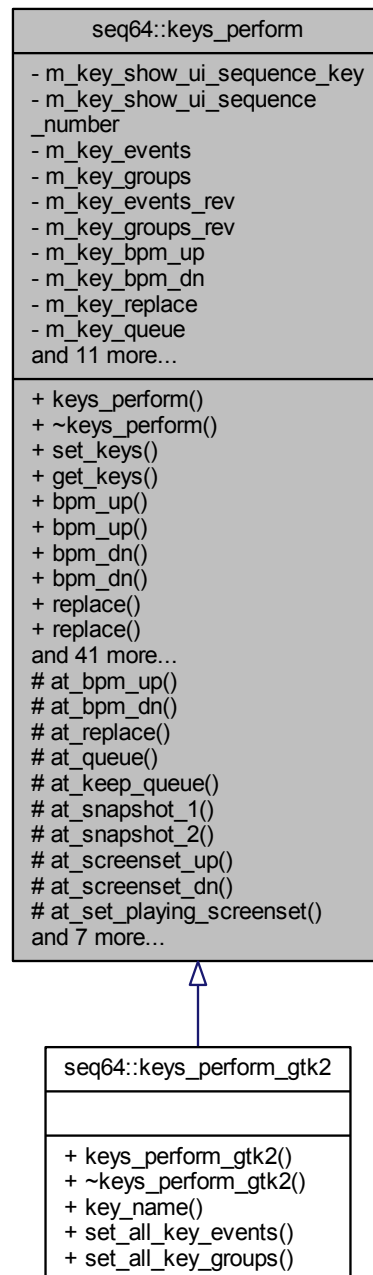 seq64::keys_perform
- m_key_show_ui_sequence_key
- m_key_show_ui_sequence
_number
- m_key_events
- m_key_groups
- m_key_events_rev
- m_key_groups_rev
- m_key_bpm_up
- m_key_bpm_dn
- m_key_replace
- m_key_queue
and 11 more...
+ keys_perform()
+ ~keys_perform()
+ set_keys()
+ get_keys()
+ bpm_up()
+ bpm_up()
+ bpm_dn()
+ bpm_dn()
+ replace()
+ replace()
and 41 more...
# at_bpm_up()
# at_bpm_dn()
# at_replace()
# at_queue()
# at_keep_queue()
# at_snapshot_1()
# at_snapshot_2()
# at_screenset_up()
# at_screenset_dn()
# at_set_playing_screenset()
and 7 more...
seq64::keys_perform_gtk2
+ keys_perform_gtk2()
+ ~keys_perform_gtk2()
+ key_name()
+ set_all_key_events()
+ set_all_key_groups()